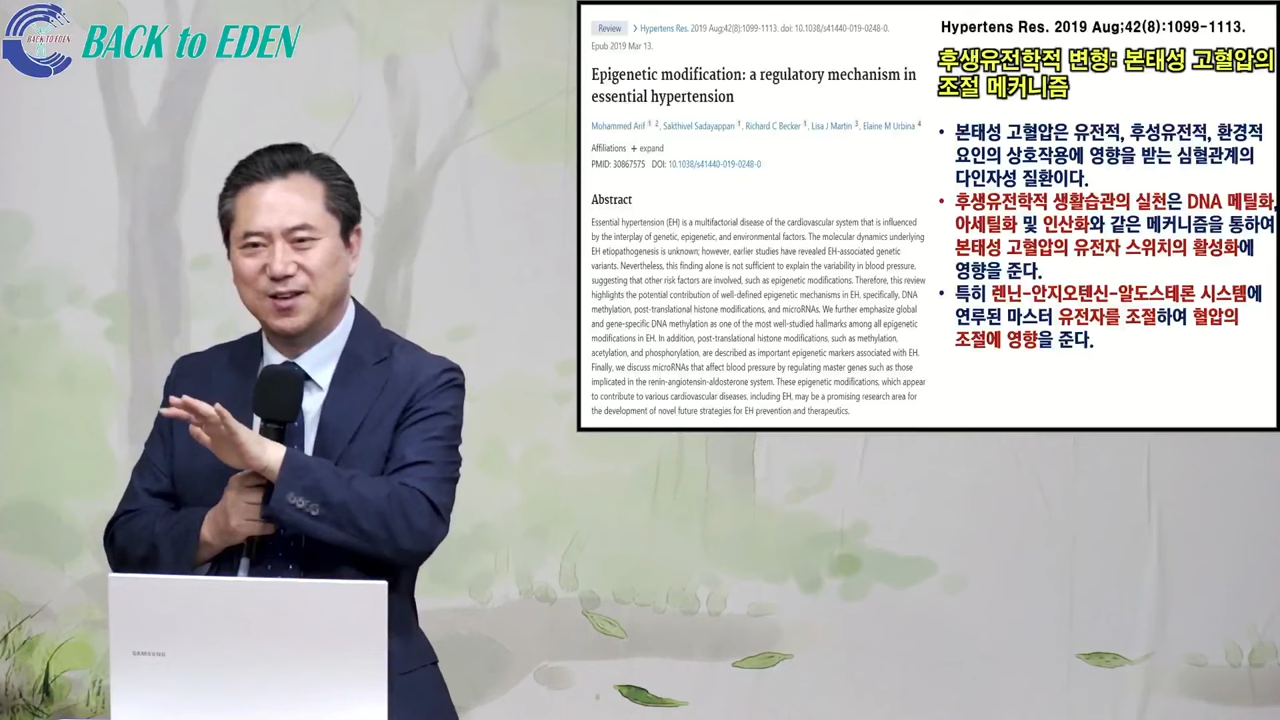 BACK TO EDEN
BACK to EDEN
Review > Hypertens Res. 2019 Aug;42(8):1099-1113. doi: 10.1038/s41440-019-0248-0.
Epub 2019 Mar 13.
Epigenetic modification: a regulatory mechanism in
essential hypertension
Mohammed Arif 1 2, Sakthivel Sadayappan 1, Richard C Becker 1, Lisa J Martin 3, Elaine M Urbina 4
Affiliations + expand
PMID: 30867575 DOI: 10.1038/s41440-019-0248-0
Abstract
Essential hypertension (EH) is a multifactorial disease of the cardiovascular system that is influenced
by the interplay of genetic, epigenetic, and environmental factors. The molecular dynamics underlying
EH etiopathogenesis is unknown; however, earlier studies have revealed EH-associated genetic
variants. Nevertheless, this finding alone is not sufficient to explain the variability in blood pressure,
suggesting that other risk factors are involved, such as epigenetic modifications. Therefore, this review
highlights the potential contribution of well-defined epigenetic mechanisms in EH, specifically, DNA
methylation, post-translational histone modifications, and microRNAs. We further emphasize global
and gene-specific DNA methylation as one of the most well-studied hallmarks among all epigenetic
modifications in EH. In addition, post-translational histone modifications, such as methylation,
acetylation, and phosphorylation, are described as important epigenetic markers associated with EH.
Finally, we discuss microRNAs that affect blood pressure by regulating master genes such as those
implicated in the renin-angiotensin-aldosterone system. These epigenetic modifications, which appear
to contribute to various cardiovascular diseases, including EH, may be a promising research area for
the development of novel future strategies for EH prevention and therapeutics.
Hypertens Res. 2019 Aug;42(8):1099-1113.
후생유전학적 변형: 본태성 고혈압의
조절 메커니즘
• 본태성 고혈압은 유전적, 후성유전적, 환경적
요인의 상호작용에 영향을 받는 심혈관계의
다인자성 질환이다.
• 후생유전학적 생활습관의 실천은 DNA 메틸화,
아세틸화 및 인산화와 같은 메커니즘을 통하여
본태성 고혈압의 유전자 스위치의 활성화에
영향을 준다.
• 특히 렌닌-안지오텐신-알도스테론 시스템에
연루된 마스터 유전자를 조절하여 혈압의
조절에 영향을 준다.
SAMSUNG